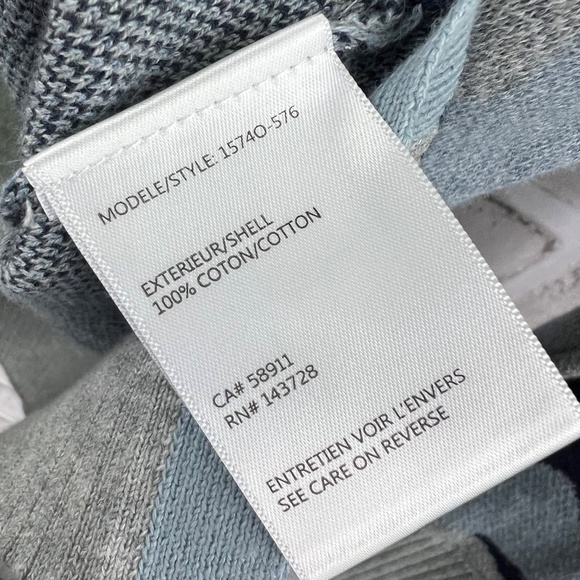 MODELE/STYLE: 1574O-576
EXTERIEUR/SHELL
100% COTON/COTTON
CA# 58911
RN# 143728
ENTRETIEN VOIR L'ENVERS
SEE CARE ON REVERSE